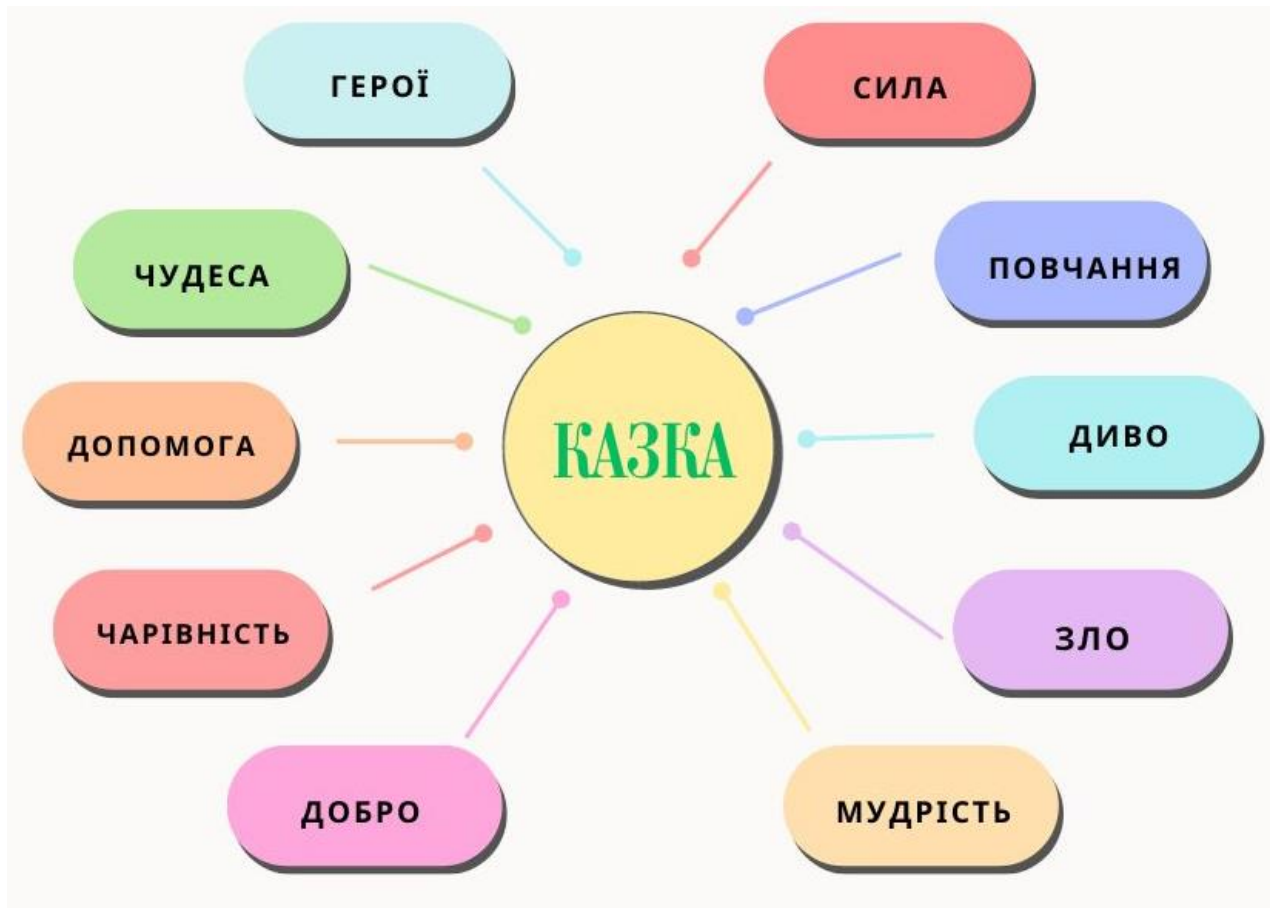 ГЕРОЇ
СИЛА
ЧУДЕСА
ПОВЧАННЯ
КАЗКА
ДОПОМОГА
ДИВО
ЧАРІВНІСТЬ
ЗЛО
ДОБРО
МУДРІСТЬ